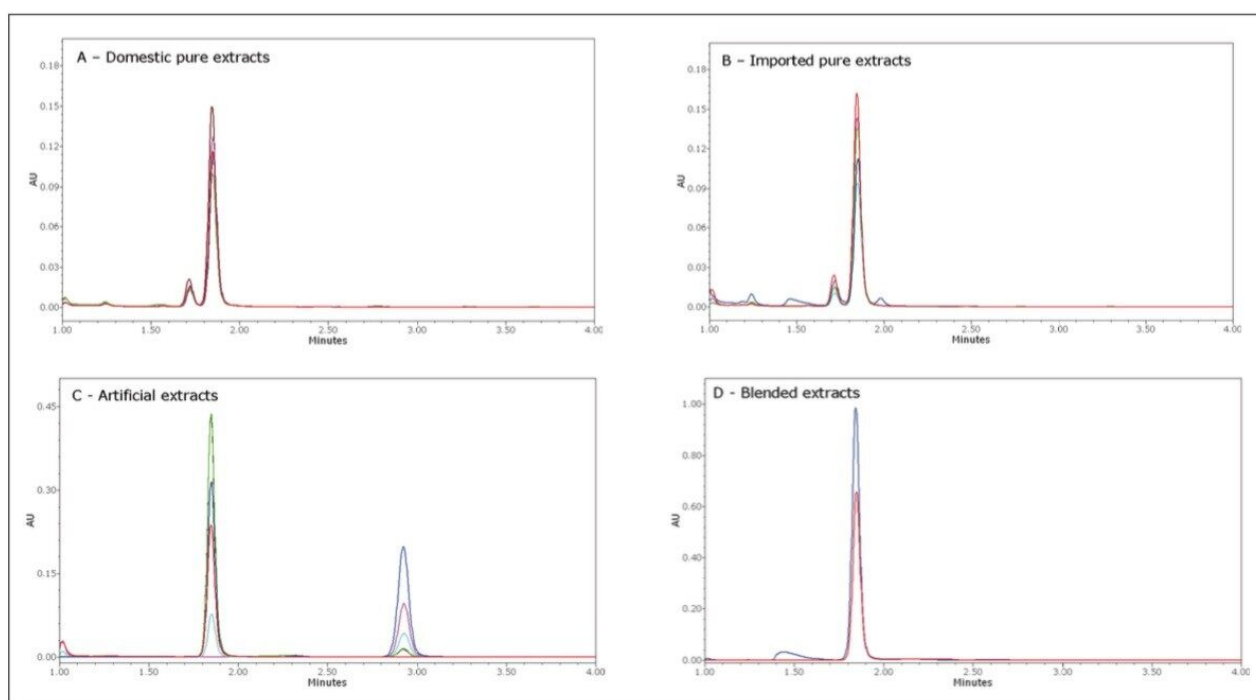 A – Domestic pure extracts
0.18
0.15
0.12
AU
0.09
0.06
0.03
0.00
1.00 1.50 2.00 2.50 3.00 3.50 4.00
Minutes
B – Imported pure extracts
0.18
0.15
0.12
AU
0.09
0.06
0.03
0.00
1.00 1.50 2.00 2.50 3.00 3.50 4.00
Minutes
C - Artificial extracts
0.45
0.30
AU
0.15
0.00
1.00 1.50 2.00 2.50 3.00 3.50 4.00
Minutes
D - Blended extracts
1.00
0.80
0.60
AU
0.40
0.20
0.00
1.00 1.50 2.00 2.50 3.00 3.50 4.00
Minutes